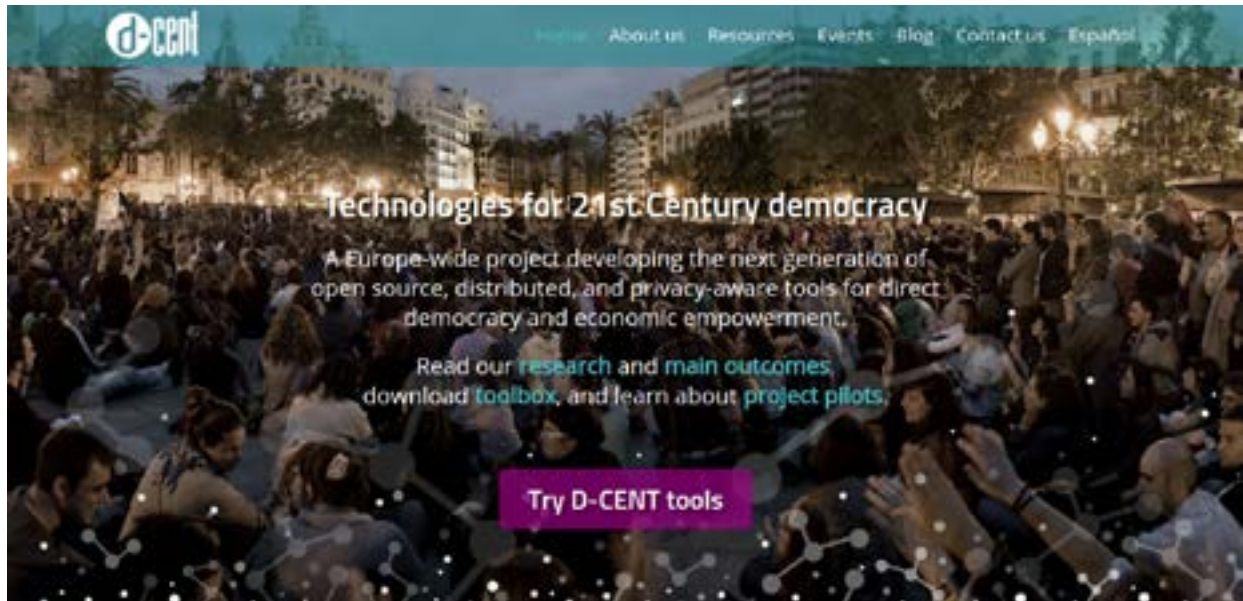 d-cent
Home About us Resources Events Blog Contact us Español
Technologies for 21st Century democracy
A Europe-wide project developing the next generation of
open source, distributed, and privacy-aware tools for direct
democracy and economic empowerment.
Read our research and main outcomes,
download toolbox, and learn about project pilots.
Try D-CENT tools